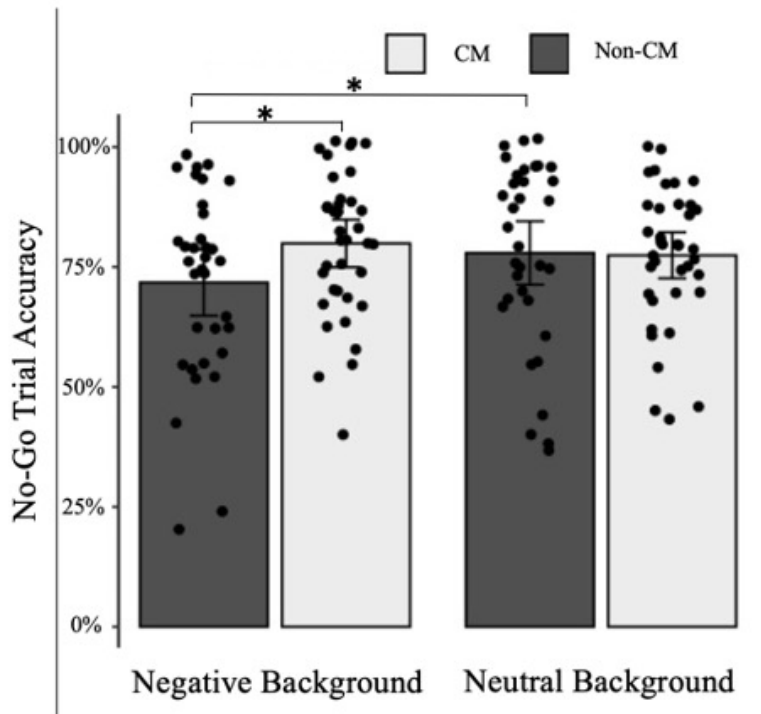 CM Non-CM
*
*
100%
75%
50%
25%
0%
No-Go Trial Accuracy
Negative Background Neutral Background